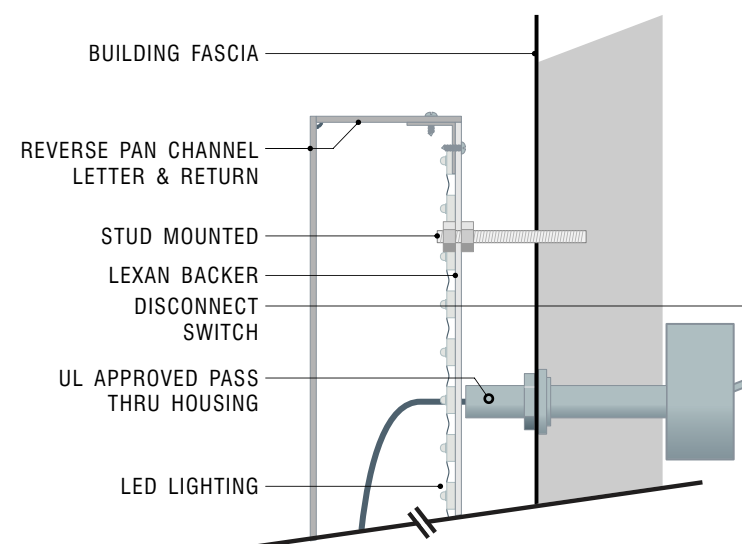 BUILDING FASCIA
REVERSE PAN CHANNEL
LETTER & RETURN
STUD MOUNTED
LEXAN BACKER
DISCONNECT
SWITCH
UL APPROVED PASS
THRU HOUSING
LED LIGHTING